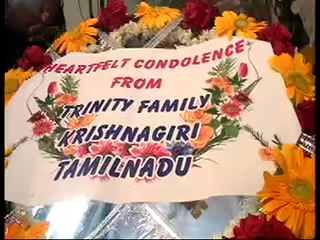 HEARTFELT CONDOLENCE
FROM
TRINITY FAMILY
KRISHNAGIRI
TAMILNADU